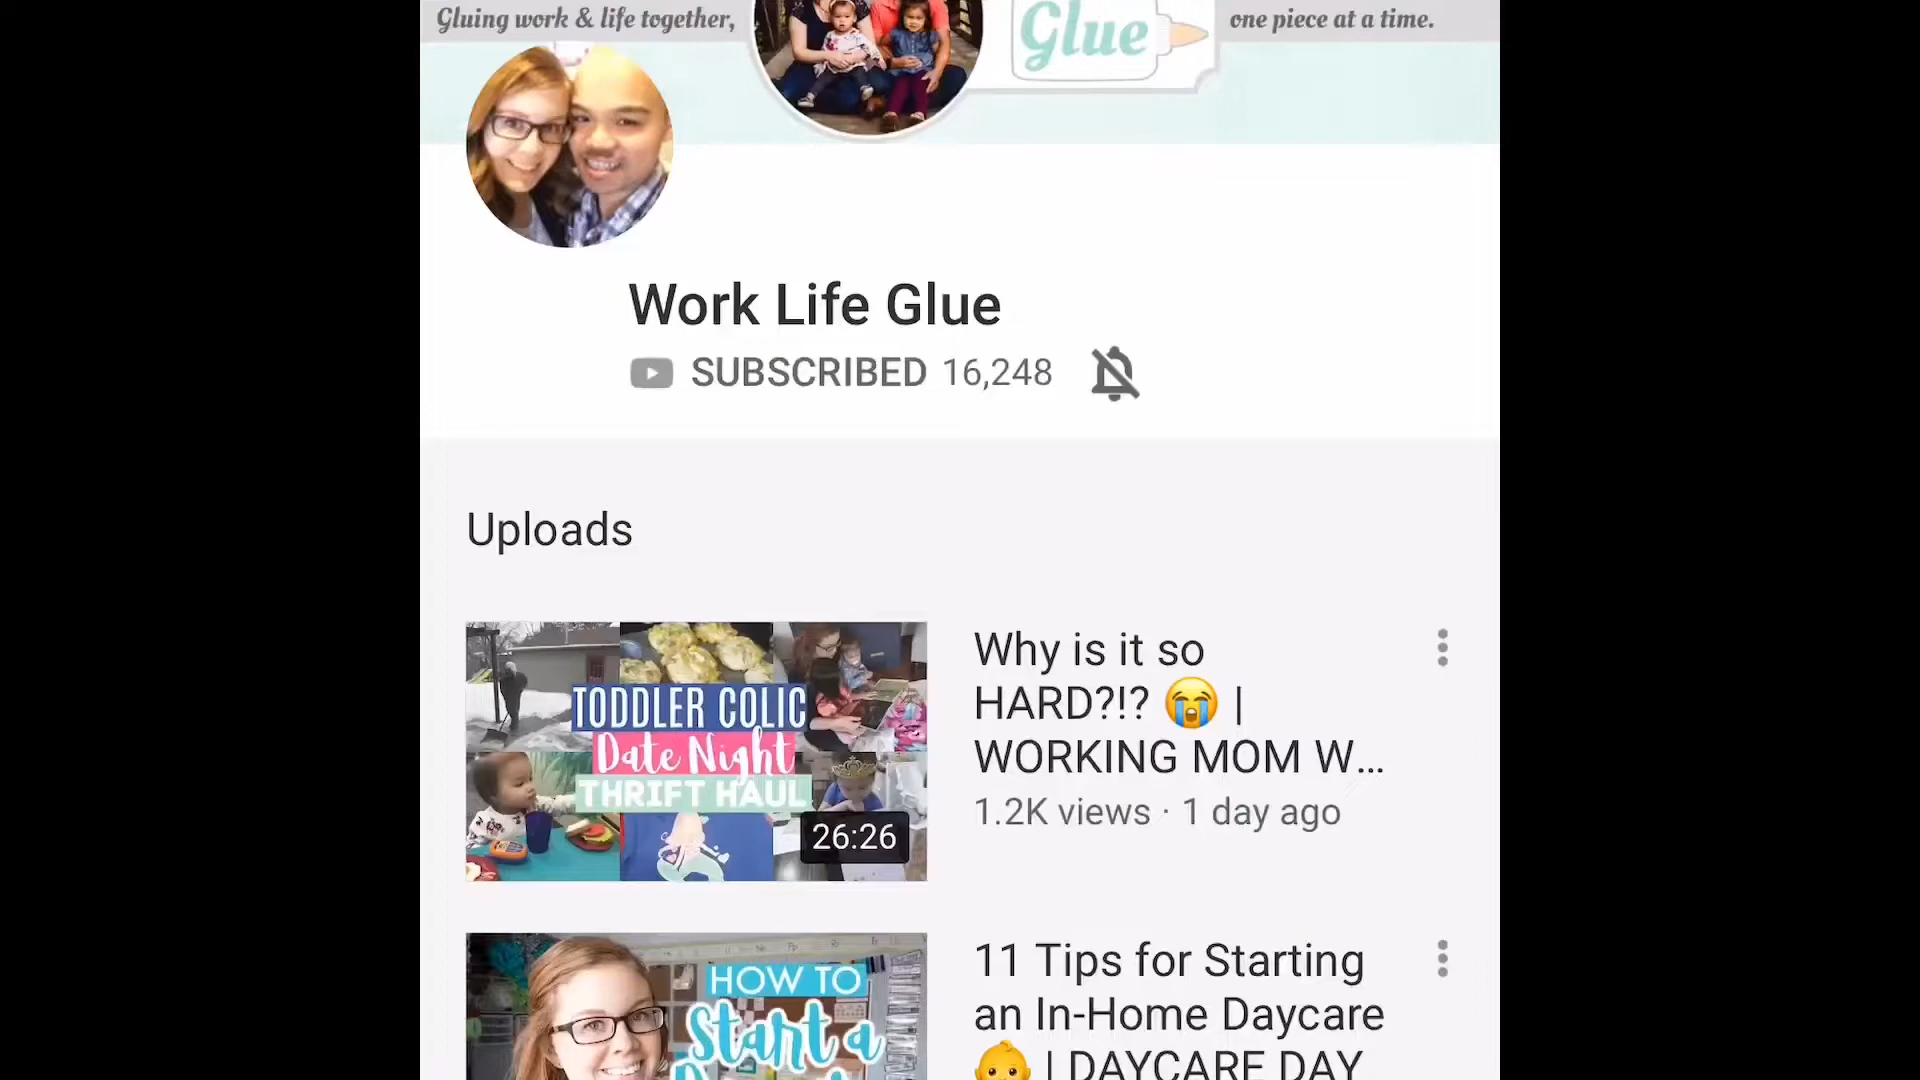 Gluing work & life together,
Glue
one piece at a time.
Work Life Glue
SUBSCRIBED 16,248
Uploads
TODDLER COLIC
Date Night
THRIFT HAUL
26:26
Why is it so
HARD?!? 😭 |
WORKING MOM W...
1.2K views · 1 day ago
HOW TO
Start a
11 Tips for Starting
an In-Home Daycare
👶 | DAYCARE DAY